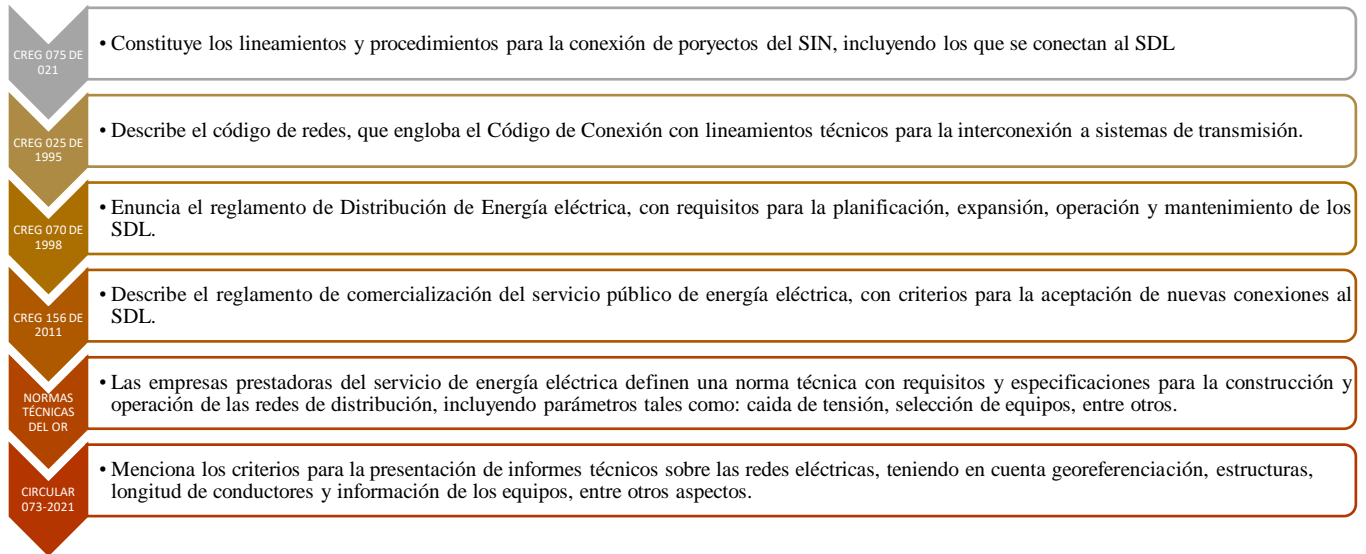 CREG 075 DE
021
• Constituye los lineamientos y procedimientos para la conexión de poryectos del SIN, incluyendo los que se conectan al SDL
CREG 025 DE
1995
• Describe el código de redes, que engloba el Código de Conexión con lineamientos técnicos para la interconexión a sistemas de transmisión.
CREG 070 DE
1998
• Enuncia el reglamento de Distribución de Energía eléctrica, con requisitos para la planificación, expansión, operación y mantenimiento de los
SDL.
CREG 156 DE
2011
• Describe el reglamento de comercialización del servicio público de energía eléctrica, con criterios para la aceptación de nuevas conexiones al
SDL.
NORMAS
TÉCNICAS
DEL OR
• Las empresas prestadoras del servicio de energía eléctrica definen una norma técnica con requisitos y especificaciones para la construcción y
operación de las redes de distribución, incluyendo parámetros tales como: caida de tensión, selección de equipos, entre otros.
CIRCULAR
073-2021
• Menciona los criterios para la presentación de informes técnicos sobre las redes eléctricas, teniendo en cuenta georeferenciación, estructuras,
longitud de conductores y información de los equipos, entre otros aspectos.